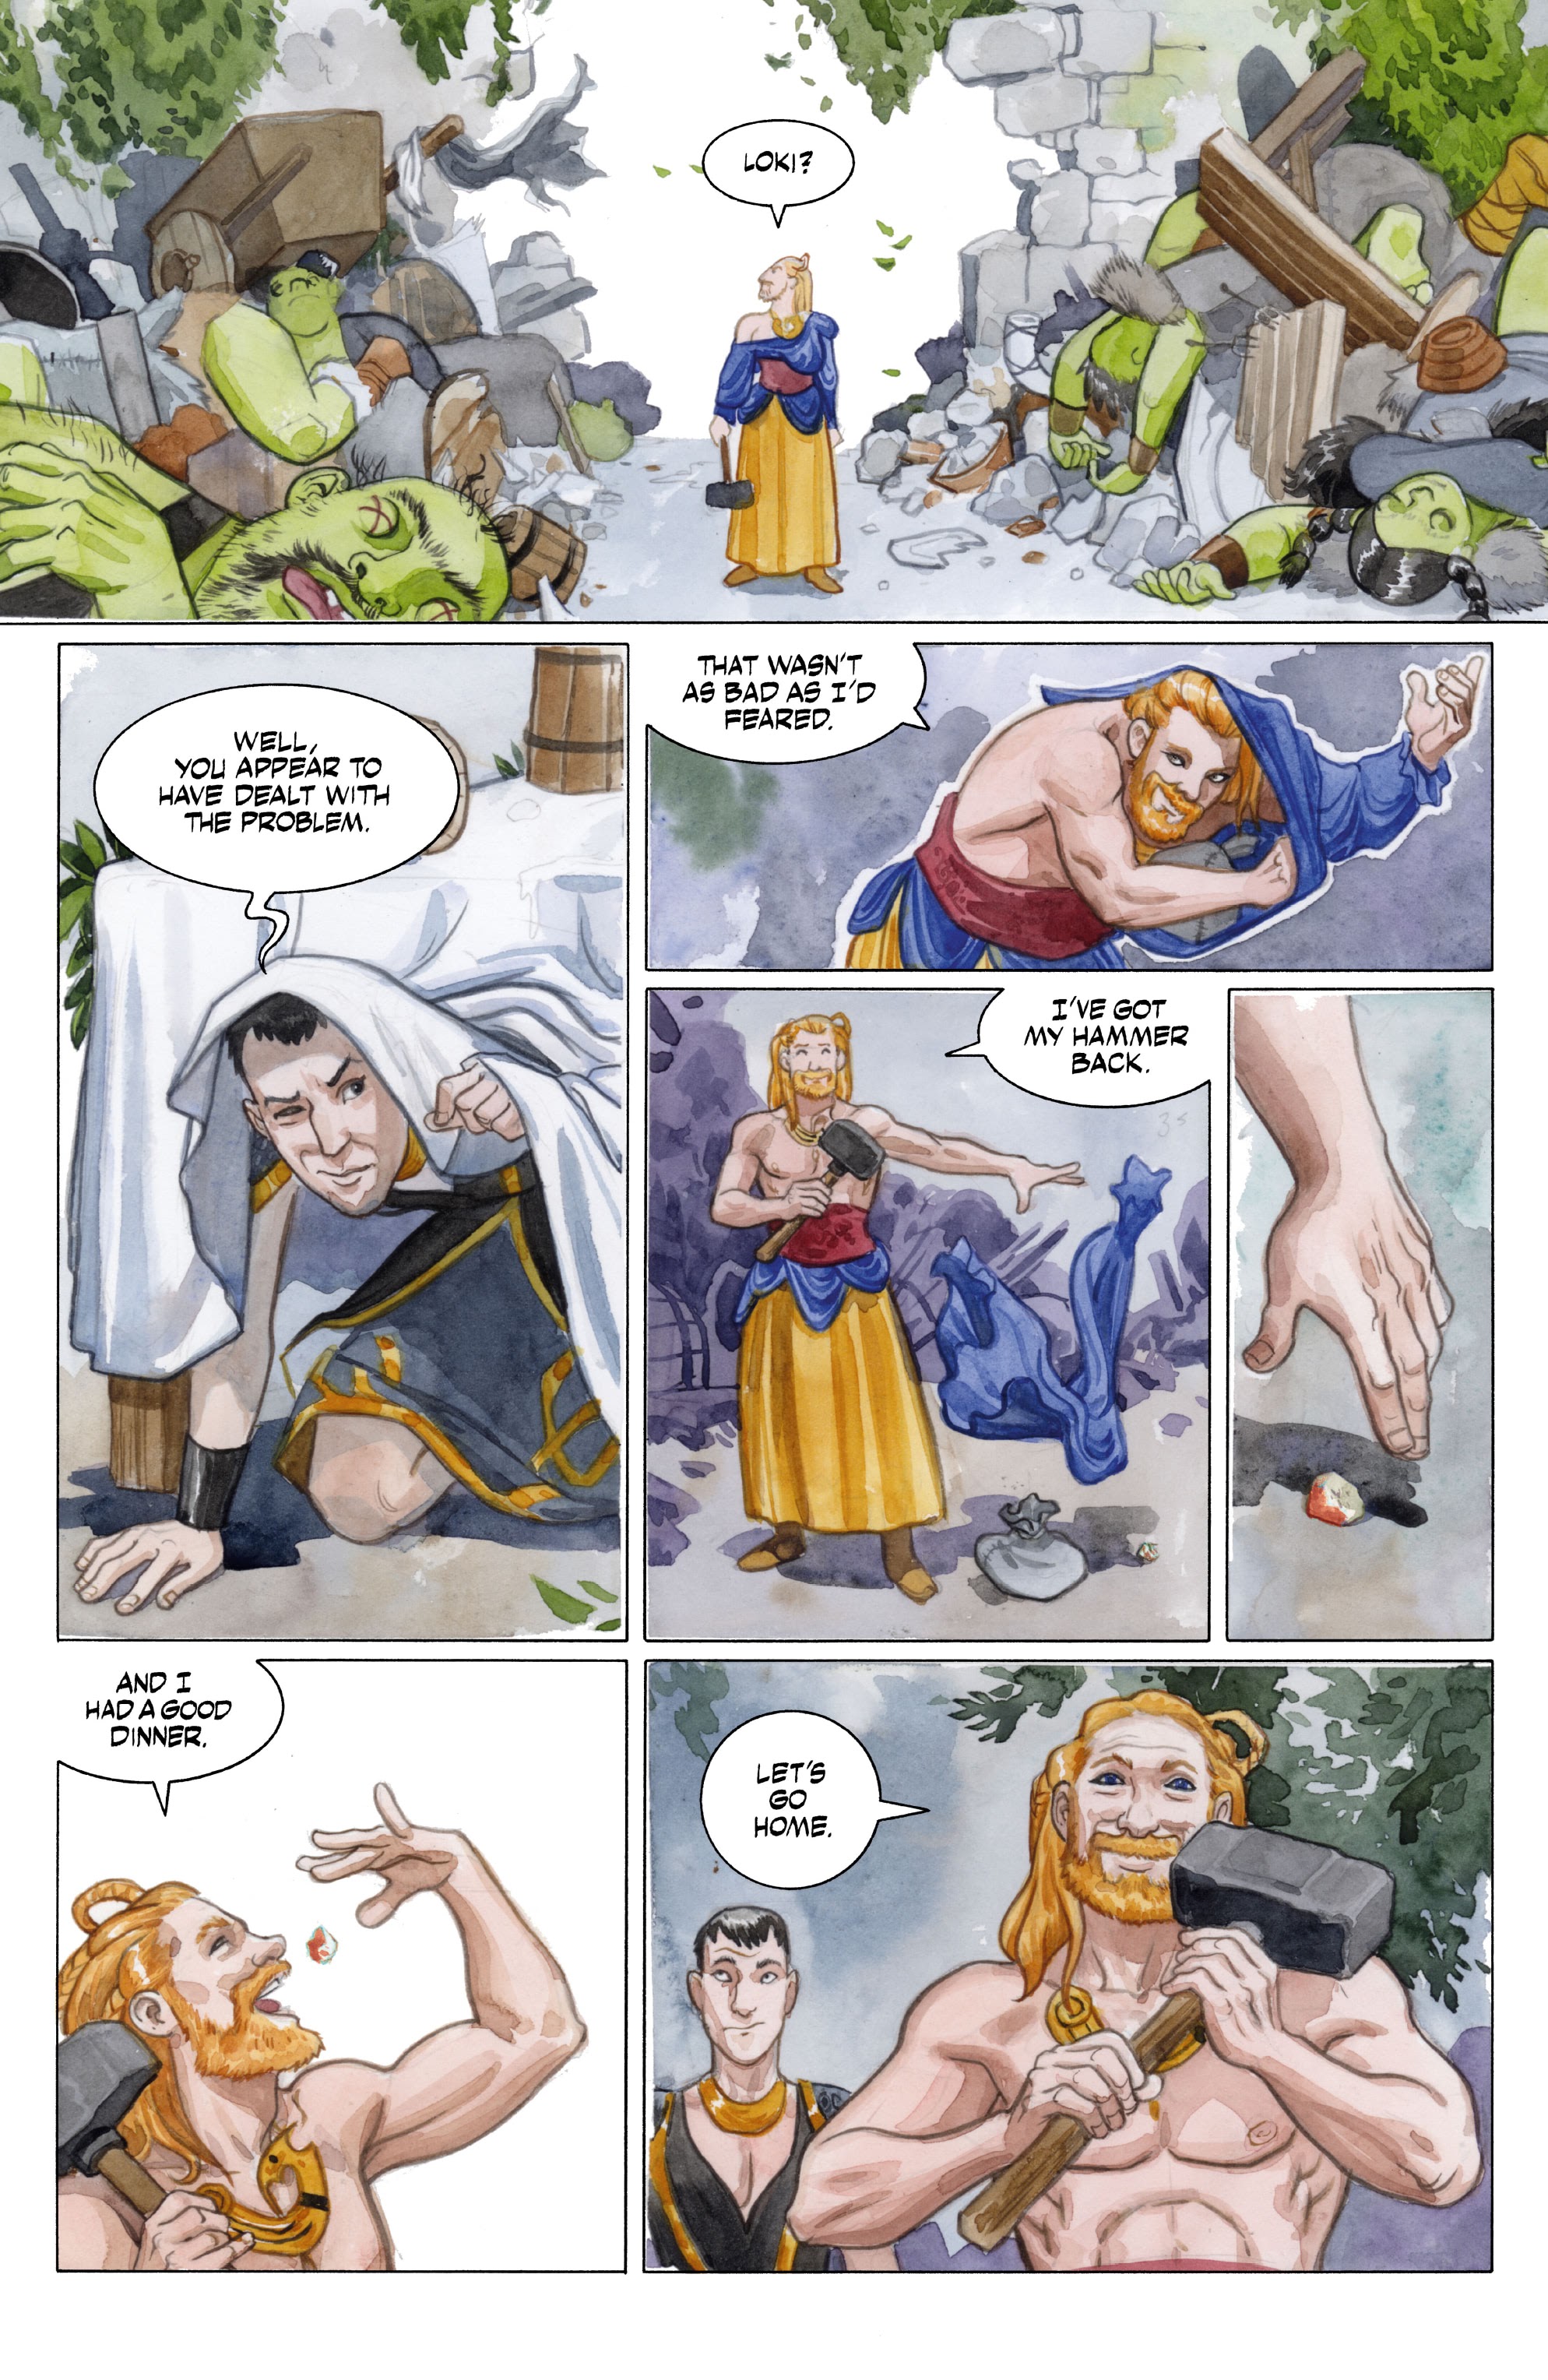 LOKI?
WELL,
YOU APPEAR TO
HAVE DEALT WITH
THE PROBLEM.
THAT WASN'T
AS BAD AS I'D
FEARED.
I'VE GOT
MY HAMMER
BACK.
AND I
HAD A GOOD
DINNER.
LET'S
GO
HOME.